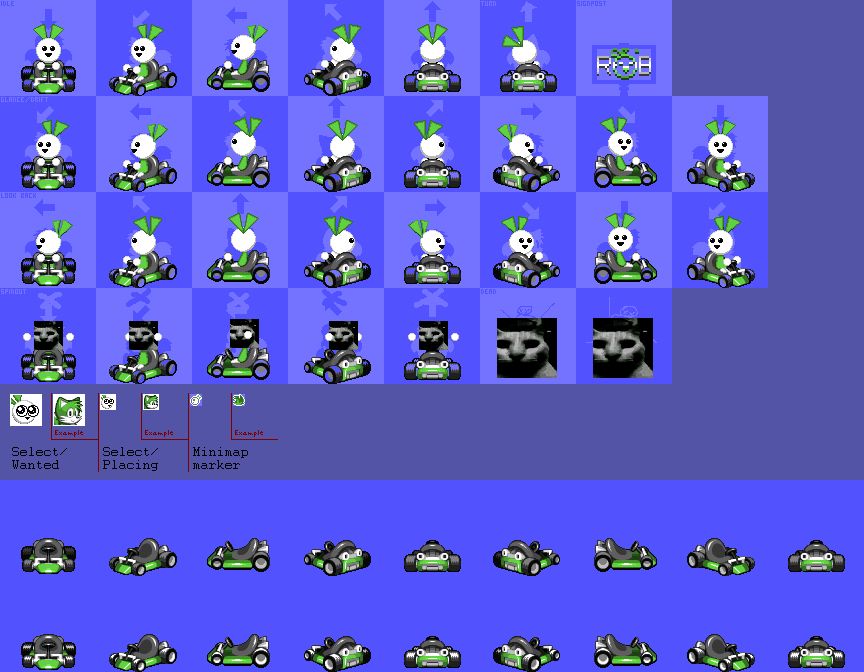 IDLE
TURN
SIGNPOST
GLANCE/DRIFT
LOOK BACK
SPINOUT
DEAD
ROB
Example
Example
Example
Select/
Wanted
Select/
Placing
Minimap
marker